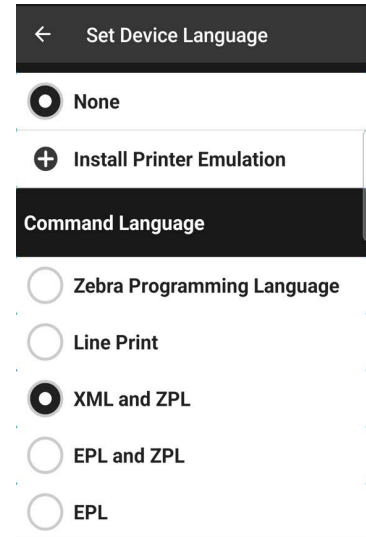 Set Device Language
None
Install Printer Emulation
Command Language
Zebra Programming Language
Line Print
XML and ZPL
EPL and ZPL
EPL